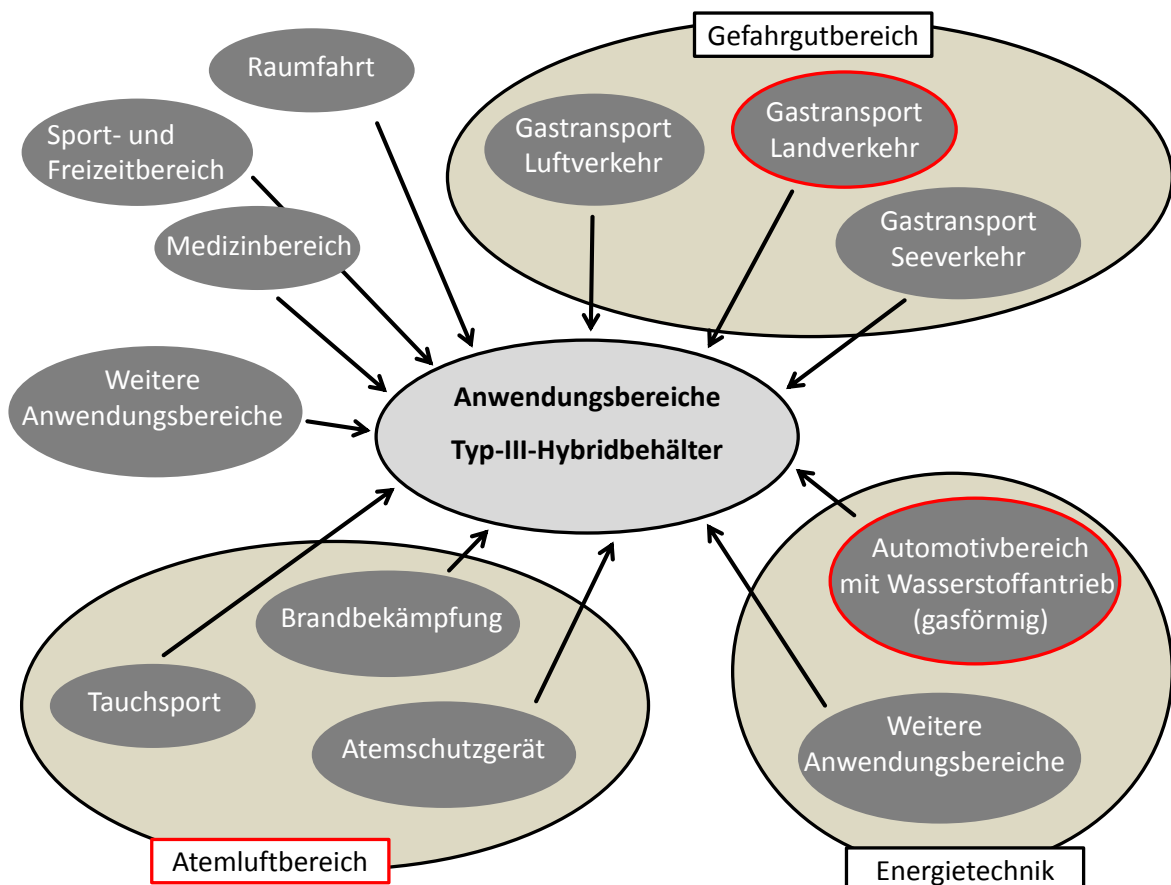 Gefahrgutbereich
Raumfahrt
Gastransport
Luftverkehr
Gastransport
Landverkehr
Sport- und
Freizeitbereich
Gastransport
Seeverkehr
Medizinbereich
Weitere
Anwendungsbereiche
Anwendungsbereiche
Typ-III-Hybridbehälter
Automotivbereich
mit Wasserstoffantrieb
(gasförmig)
Brandbekämpfung
Tauchsport
Atemschutzgerät
Weitere
Anwendungsbereiche
Atemluftbereich
Energietechnik